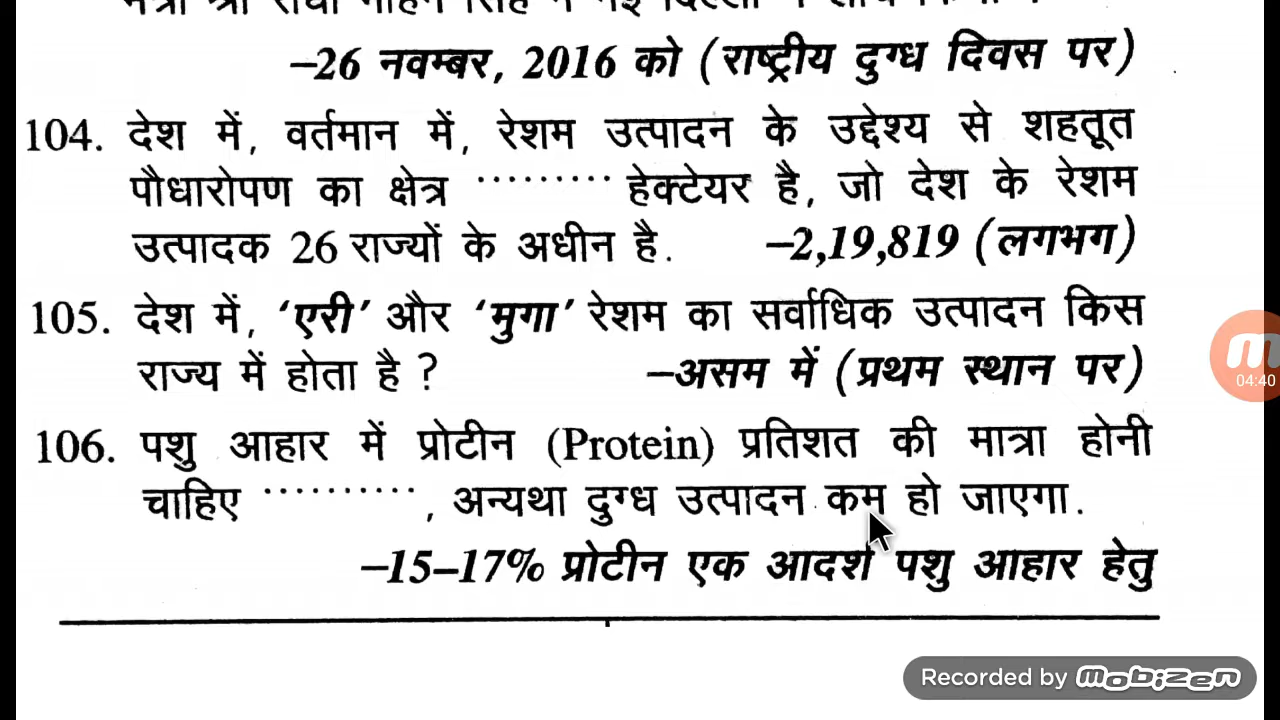 –26 नवम्बर, 2016 को (राष्ट्रीय दुग्ध दिवस पर)
104. देश में, वर्तमान में, रेशम उत्पादन के उद्देश्य से शहतूत
पौधारोपण का क्षेत्र ········· हेक्टेयर है, जो देश के रेशम
उत्पादक 26 राज्यों के अधीन है. –2,19,819 (लगभग)
105. देश में, ‘एरी’ और ‘मुगा’ रेशम का सर्वाधिक उत्पादन किस
राज्य में होता है ? –असम में (प्रथम स्थान पर)
106. पशु आहार में प्रोटीन (Protein) प्रतिशत की मात्रा होनी
चाहिए ·········· , अन्यथा दुग्ध उत्पादन कम हो जाएगा.
–15–17% प्रोटीन एक आदर्श पशु आहार हेतु
04:40
Recorded by mobizen